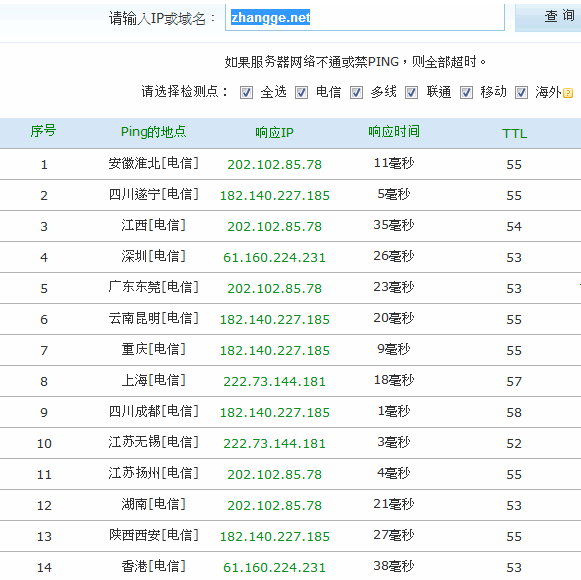 请输入IP或域名： zhangge.net 查 询
如果服务器网络不通或禁PING，则全部超时。
请选择检测点： 全选 电信 多线 联通 移动 海外
序号 Ping的地点 响应IP 响应时间 TTL
1 安徽淮北[电信] 202.102.85.78 11毫秒 55
2 四川遂宁[电信] 182.140.227.185 5毫秒 55
3 江西[电信] 202.102.85.78 35毫秒 54
4 深圳[电信] 61.160.224.231 26毫秒 53
5 广东东莞[电信] 202.102.85.78 23毫秒 53
6 云南昆明[电信] 182.140.227.185 20毫秒 55
7 重庆[电信] 182.140.227.185 9毫秒 55
8 上海[电信] 222.73.144.181 18毫秒 57
9 四川成都[电信] 182.140.227.185 1毫秒 58
10 江苏无锡[电信] 222.73.144.181 3毫秒 52
11 江苏扬州[电信] 202.102.85.78 4毫秒 55
12 湖南[电信] 202.102.85.78 21毫秒 53
13 陕西西安[电信] 182.140.227.185 27毫秒 55
14 香港[电信] 61.160.224.231 38毫秒 53